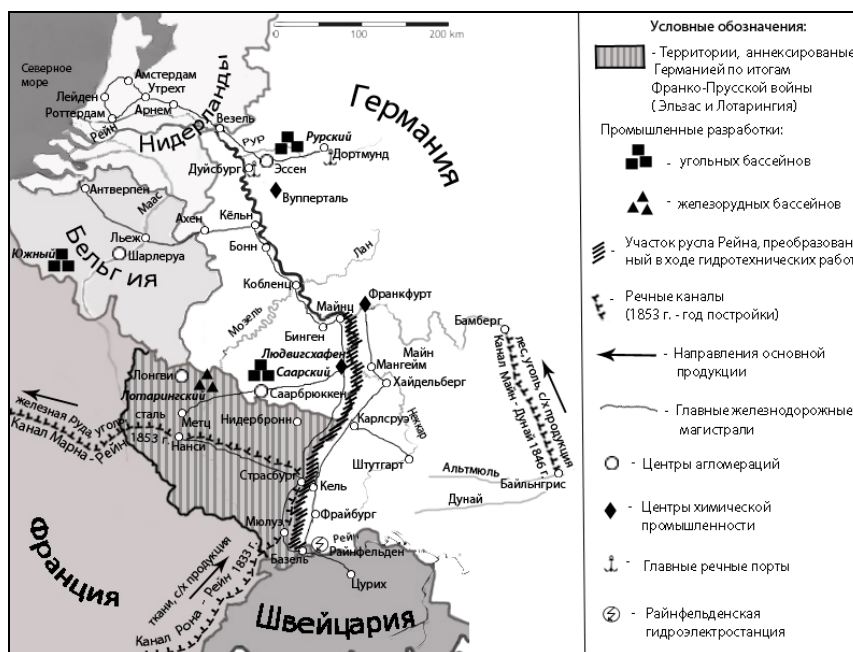 0 100 200 km
Северное
море
Амстердам
Утрехт
Лейден
Роттердам
Арнем
Рейн
Нидерланды
Германия
Везель
РУР
Рурский
Дортмунд
Дуйсбург
Эссен
Вупперталь
Антверпен
Маас
Ахен
Кёльн
Льеж
Бонн
Бельгия
Южный
Шарлеруа
Лан
Кобленц
Франкфурт
Мозель
Майнц
Бинген
Бамберг
Майн
Людвигсхафен
Мангейм
Саарский
Хайдельберг
Лонгви
Лотарингский
Саарбрюккен
Метц
Нидербронн
Карлсруэ
Неккар
железная руда уголь,
сталь
Канал Марна - Рейн 1853 г.
Нанси
Штутгарт
лес, уголь, с/х продукция
Канал Майн - Дунай 1846 г.
Альтмюль
Байльнгрис
Дунай
Страсбург
Кель
Фрайбург
Мюлуз
Рейн
Райнфельден
Базель
Цурих
Франция
ткани, с/х продукция
Канал Рона - Рейн 1833 г.
Швейцария
Условные обозначения:
- Территории, аннексированые
Германией по итогам
Франко-Прусской войны
( Эльзас и Лотарингия)
Промышленные разработки:
- угольных бассейнов
- железорудных бассейнов
- Участок русла Рейна, преобразован-
ный в ходе гидротехнических работ
- Речные каналы
(1853 г. - год постройки)
- Направления основной
продукции
- Главные железнодорожные
магистрали
- Центры агломераций
- Центры химической
промышленности
- Главные речные порты
- Райнфельденская
гидроэлектростанция